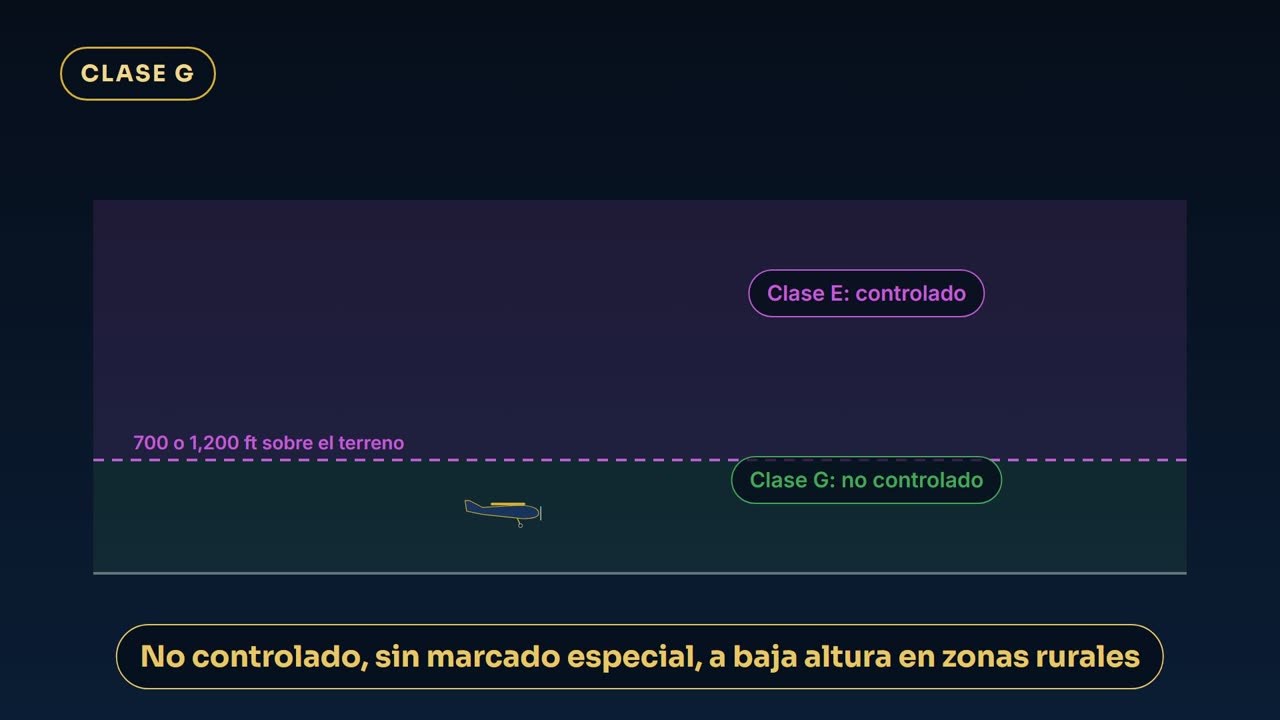 CLASE G
Clase E: controlado
700 o 1,200 ft sobre el terreno
Clase G: no controlado
No controlado, sin marcado especial, a baja altura en zonas rurales